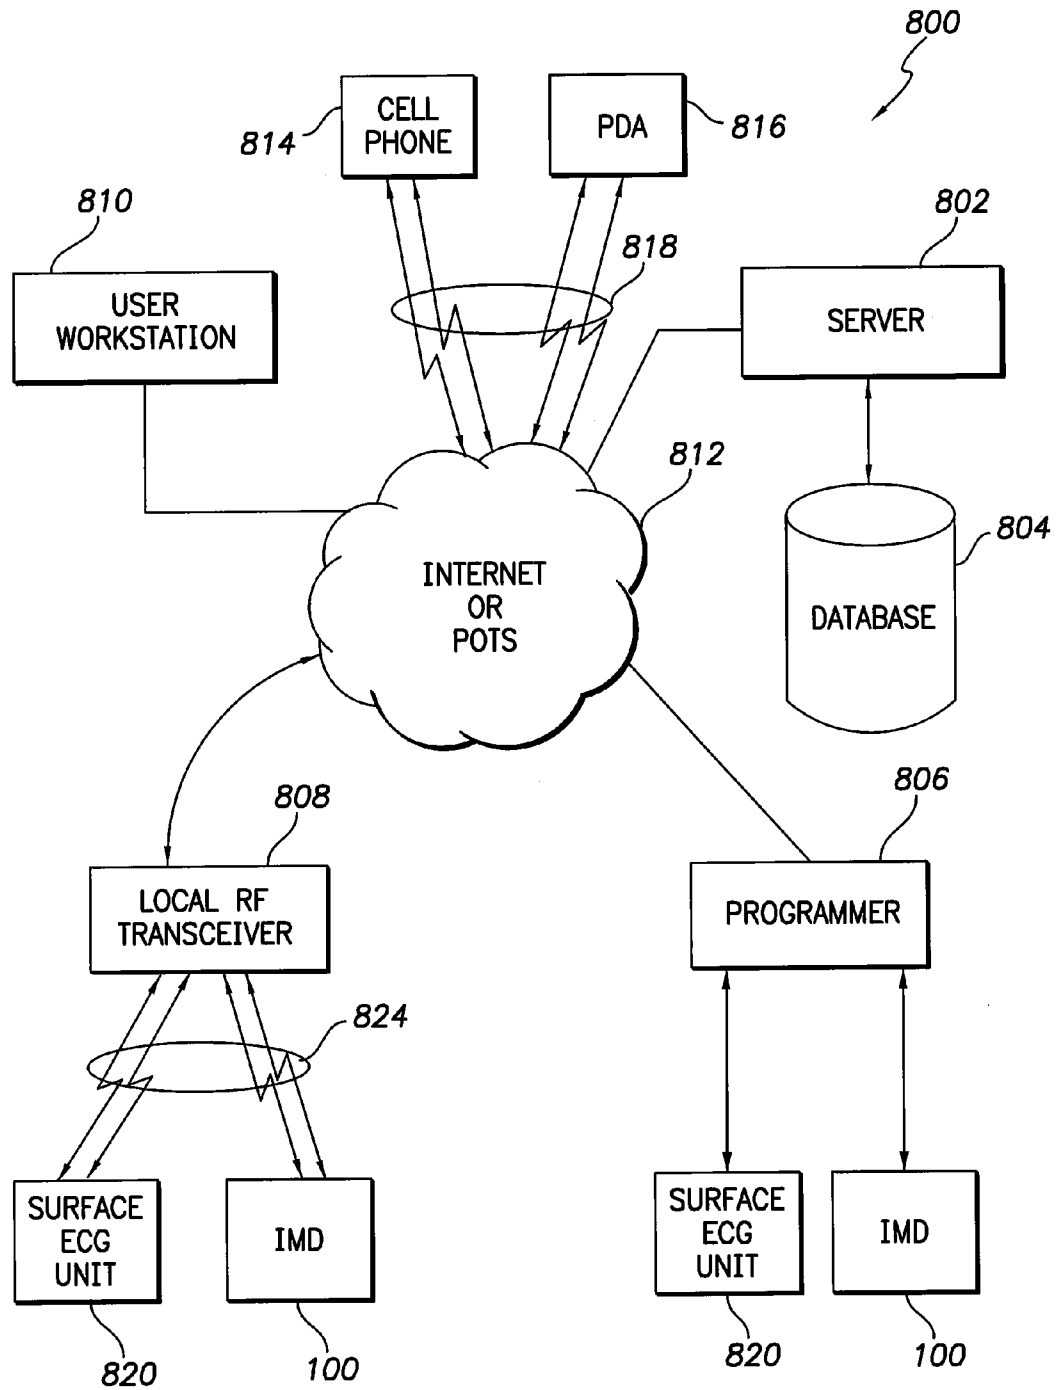 800
CELL
PHONE
814
PDA
816
810
USER
WORKSTATION
818
802
SERVER
812
INTERNET
OR
POTS
804
DATABASE
808
LOCAL RF
TRANSCEIVER
806
PROGRAMMER
824
SURFACE
ECG
UNIT
820
IMD
100
SURFACE
ECG
UNIT
820
IMD
100